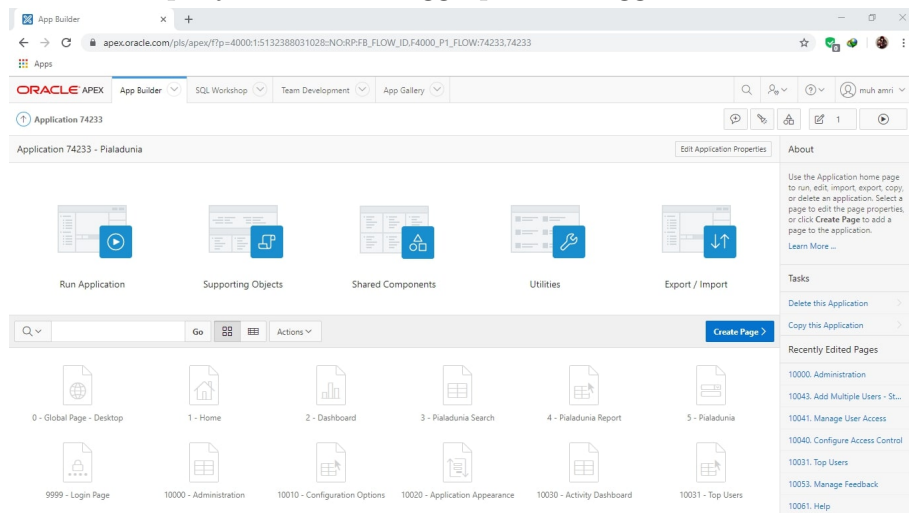 App Builder
apex.oracle.com/pls/apex/f?p=4000:1:5132388031028::NO:RP:FB_FLOW_ID,F4000_P1_FLOW:74233,74233
Apps
ORACLE APEX App Builder SQL Workshop Team Development App Gallery muh amri
Application 74233 1
Application 74233 - Pialadunia Edit Application Properties About
Use the Application home page
to run, edit, import, export, copy,
or delete an application. Select a
page to edit the page properties,
or click Create Page to add a
page to the application.
Learn More ...
Run Application Supporting Objects Shared Components Utilities Export / Import
Tasks
Delete this Application
Copy this Application
Go Actions Create Page >
Recently Edited Pages
10000. Administration
10043. Add Multiple Users - St...
10041. Manage User Access
10040. Configure Access Control
10031. Top Users
10053. Manage Feedback
10061. Help
0 - Global Page - Desktop 1 - Home 2 - Dashboard 3 - Pialadunia Search 4 - Pialadunia Report 5 - Pialadunia
9999 - Login Page 10000 - Administration 10010 - Configuration Options 10020 - Application Appearance 10030 - Activity Dashboard 10031 - Top Users